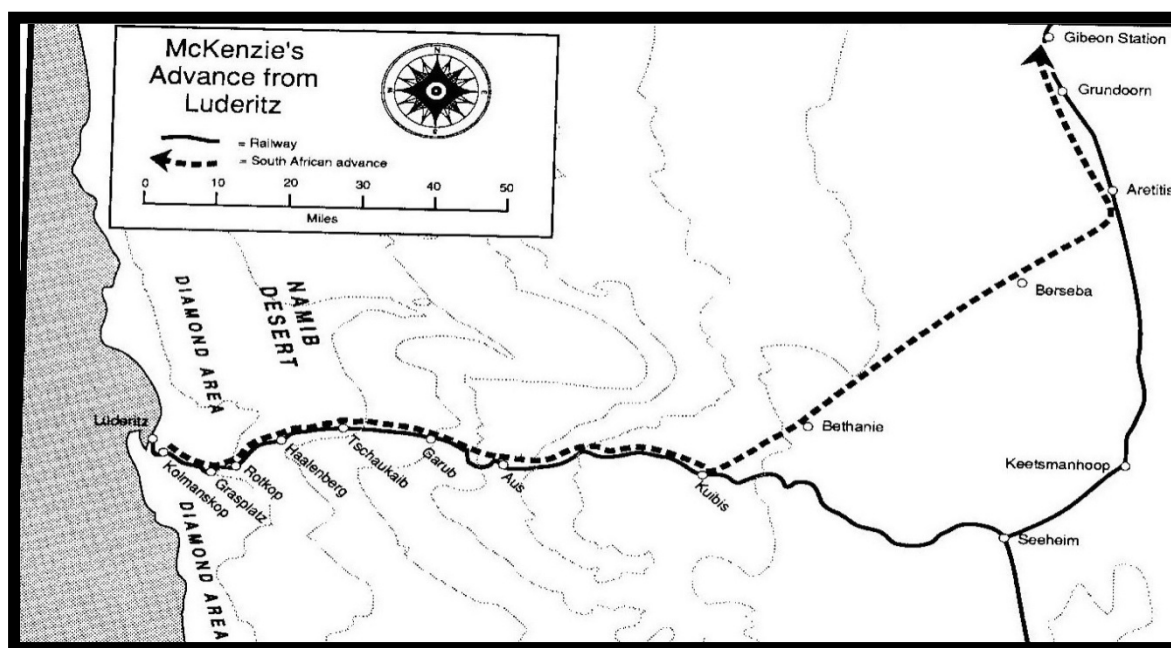 McKenzie's
Advance from
Luderitz
N
= Railway
= South African advance
0 10 20 30 40 50
Miles
Gibeon Station
Grundoorn
Aretitis
Berseba
NAMIB
DESERT
DIAMOND AREA
Lüderitz
Kolmanskop
Grasplatz
Rotkop
Haalenberg
Tschaukaib
Garub
Aus
Kuibis
Bethanie
Keetsmanhoop
Seeheim
DIAMOND AREA